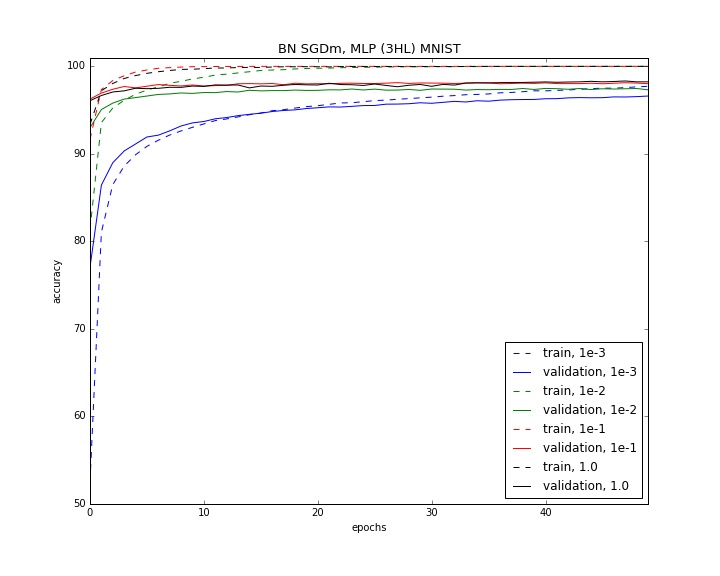 BN SGDm, MLP (3HL) MNIST
100
90
80
70
60
50
accuracy
0 10 20 30 40
epochs
train, 1e-3
validation, 1e-3
train, 1e-2
validation, 1e-2
train, 1e-1
validation, 1e-1
train, 1.0
validation, 1.0